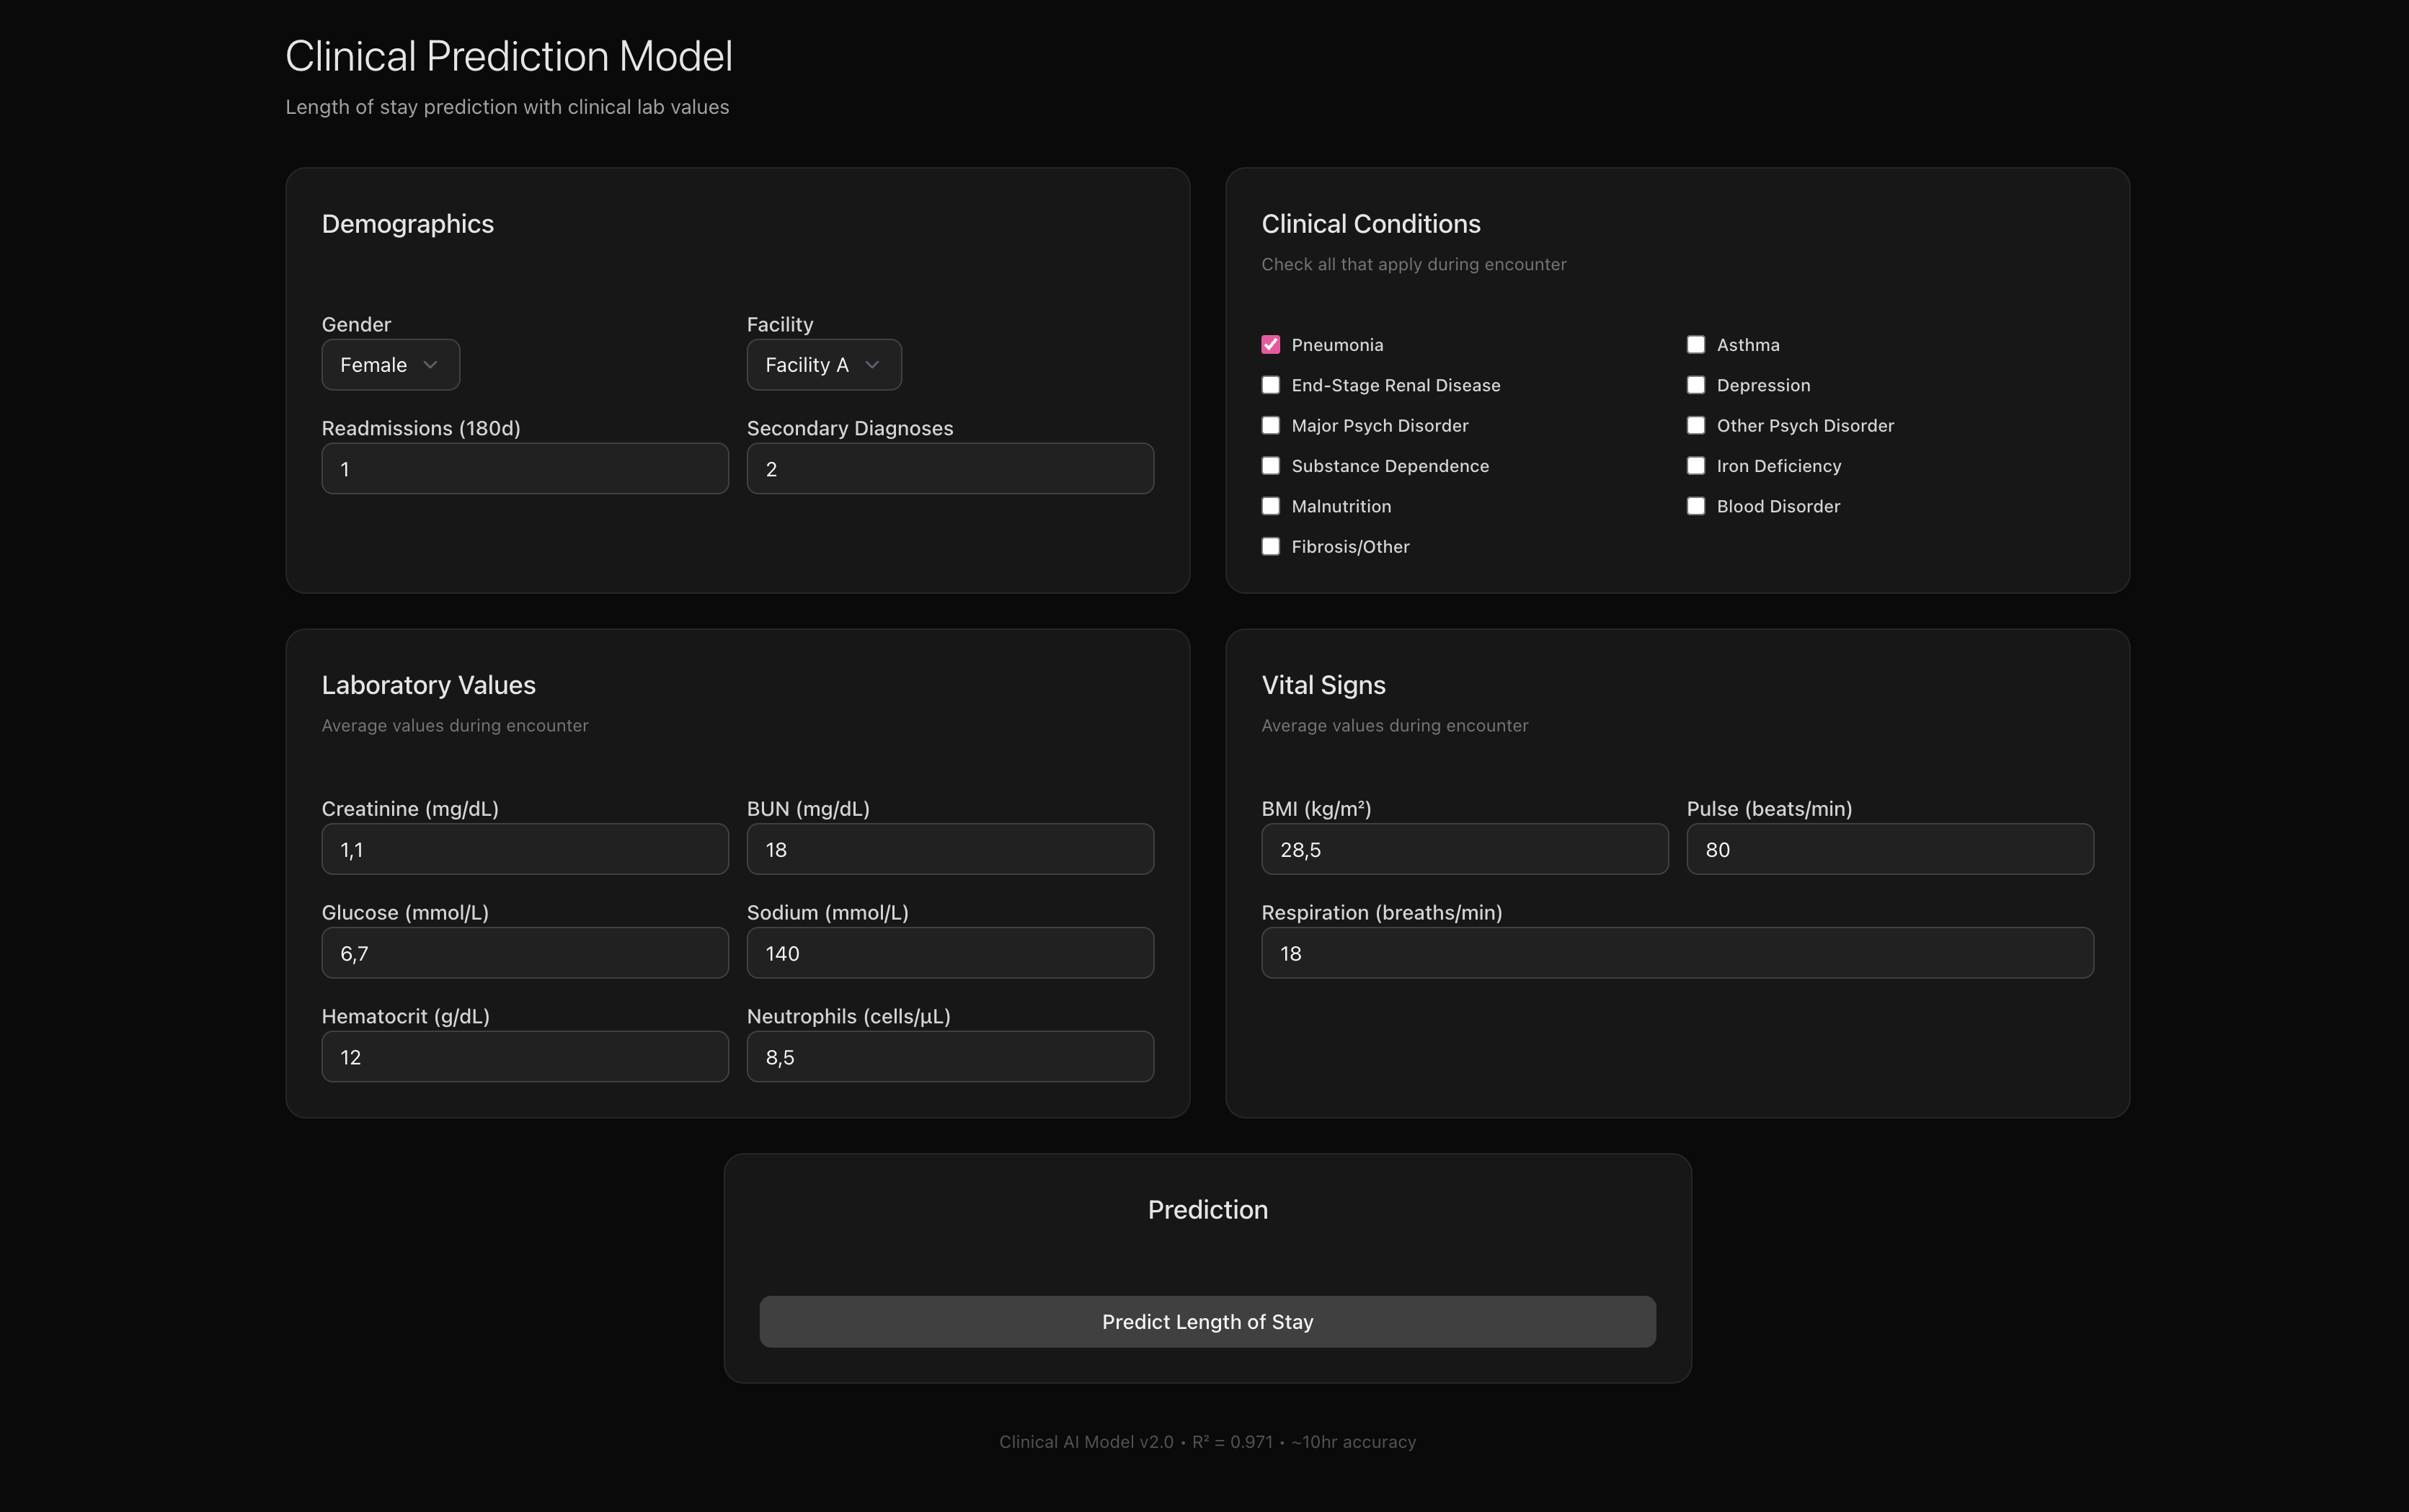 Clinical Prediction Model
Length of stay prediction with clinical lab values
Demographics
Gender
Facility
Female
Facility A
Readmissions (180d)
Secondary Diagnoses
1
2
Clinical Conditions
Check all that apply during encounter
Pneumonia
Asthma
End-Stage Renal Disease
Depression
Major Psych Disorder
Other Psych Disorder
Substance Dependence
Iron Deficiency
Malnutrition
Blood Disorder
Fibrosis/Other
Laboratory Values
Average values during encounter
Creatinine (mg/dL)
BUN (mg/dL)
1,1
18
Glucose (mmol/L)
Sodium (mmol/L)
6,7
140
Hematocrit (g/dL)
Neutrophils (cells/μL)
12
8,5
Vital Signs
Average values during encounter
BMI (kg/m²)
Pulse (beats/min)
28,5
80
Respiration (breaths/min)
18
Prediction
Predict Length of Stay
Clinical AI Model v2.0 • R² = 0.971 • ~10hr accuracy